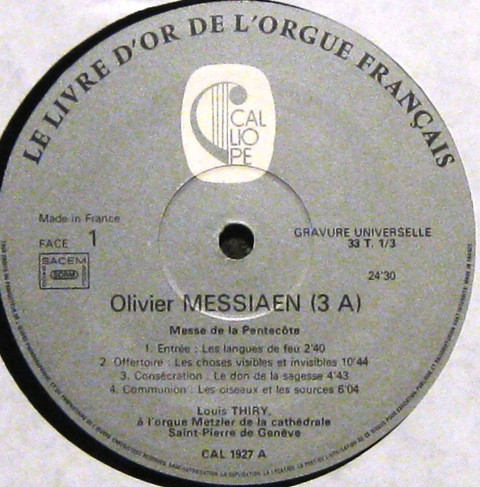 LE LIVRE D'OR DE L'ORGUE FRANÇAIS
CAL
LIO
PE
Made in France
FACE 1
GRAVURE UNIVERSELLE
33 T. 1/3
SACEM
SDRM
24'30
Olivier MESSIAEN (3 A)
Messe de la Pentecôte
1. Entrée : Les langues de feu 2'40
2. Offertoire : Les choses visibles et invisibles 10'44
3. Consécration : Le don de la sagesse 4'43
4. Communion : Les oiseaux et les sources 6'04
Louis THIRY,
à l'orgue Metzler de la cathédrale
Saint-Pierre de Genève
CAL 1927 A